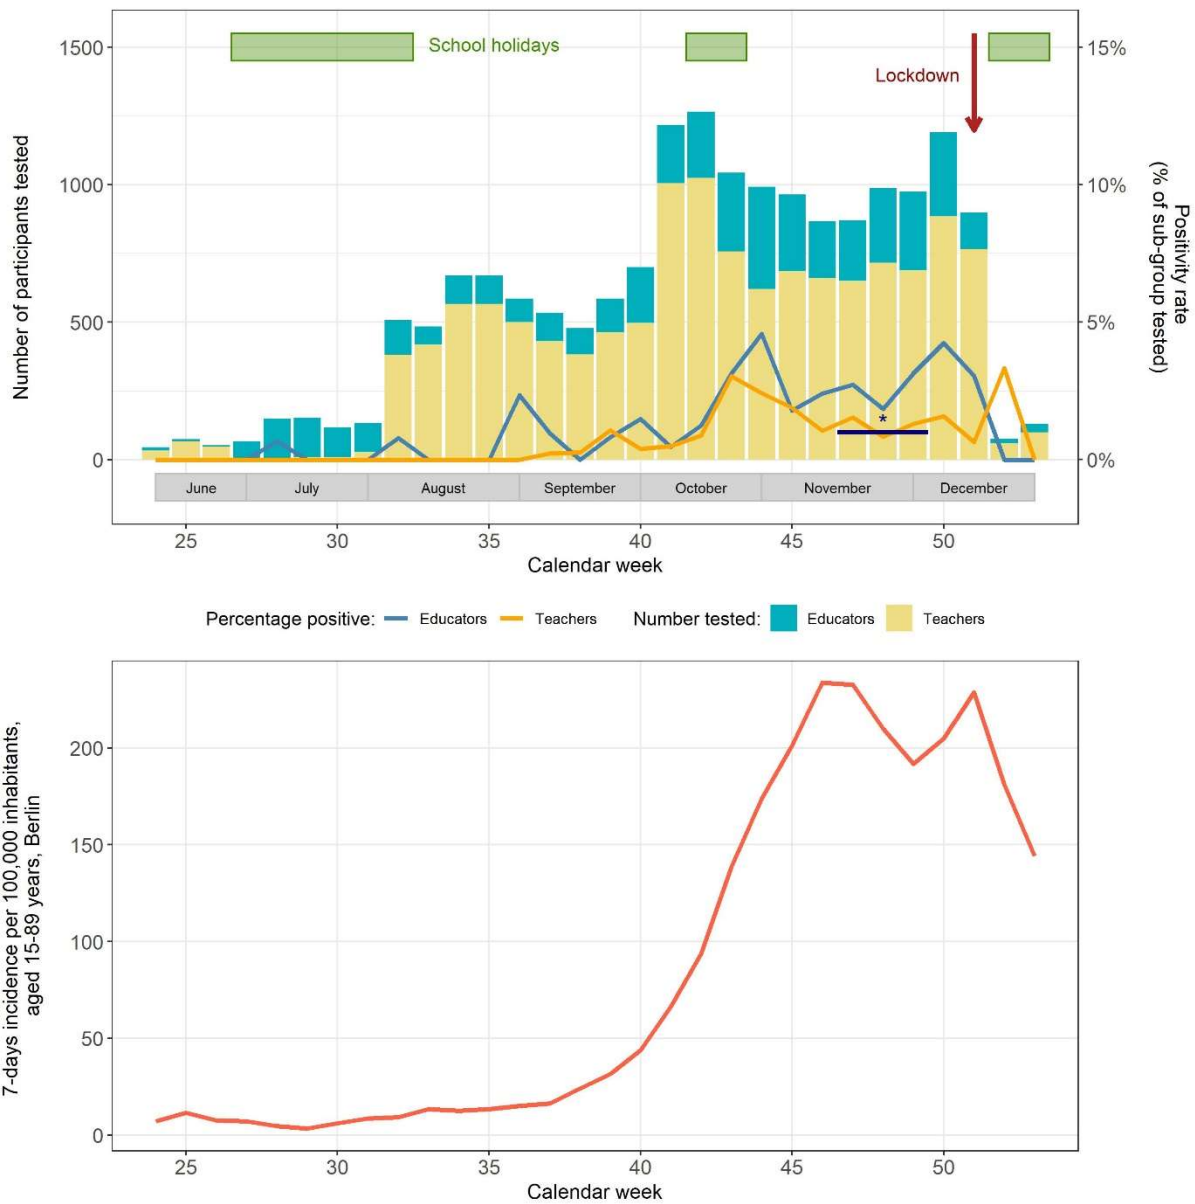 School holidays
Lockdown
Number of participants tested
1500
1000
500
0
15%
10%
5%
0%
Positivity rate
(% of sub-group tested)
*
June July August September October November December
25 30 35 40 45 50
Calendar week
Percentage positive: Educators Teachers Number tested: Educators Teachers
7-days incidence per 100,000 inhabitants,
aged 15-89 years, Berlin
200
150
100
50
0
25 30 35 40 45 50
Calendar week